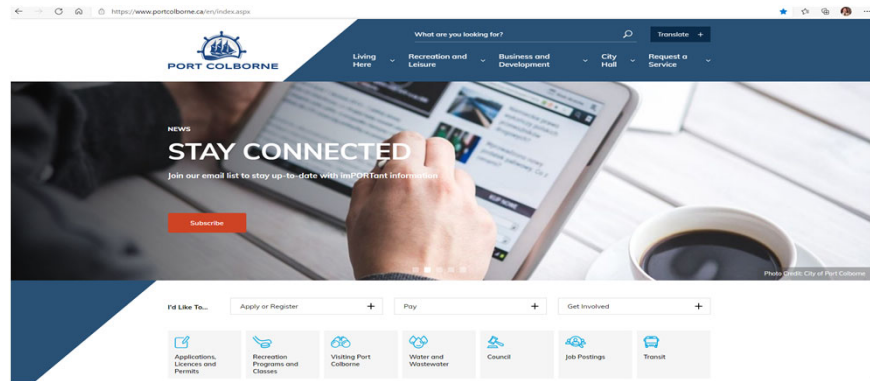 https://www.portcolborne.ca/en/index.aspx
What are you looking for?
Translate +
PORT COLBORNE
Living Here
Recreation and Leisure
Business and Development
City Hall
Request a Service
NEWS
STAY CONNECTED
Join our email list to stay up-to-date with imPORTant information
Subscribe
Photo Credit: City of Port Colborne
I'd Like To...
Apply or Register +
Pay +
Get Involved +
Applications, Licences and Permits
Recreation Programs and Classes
Visiting Port Colborne
Water and Wastewater
Council
Job Postings
Transit